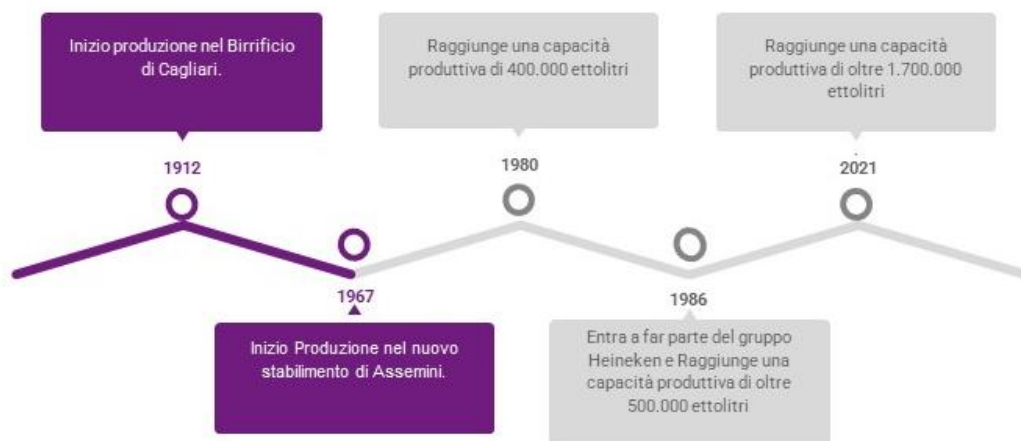 Inizio produzione nel Birrificio
di Cagliari.
1912
Inizio Produzione nel nuovo
stabilimento di Assemini.
1967
Raggiunge una capacità
produttiva di 400.000 ettolitri
1980
Entra a far parte del gruppo
Heineken e Raggiunge una
capacità produttiva di oltre
500.000 ettolitri
1986
Raggiunge una capacità
produttiva di oltre 1.700.000
ettolitri
2021